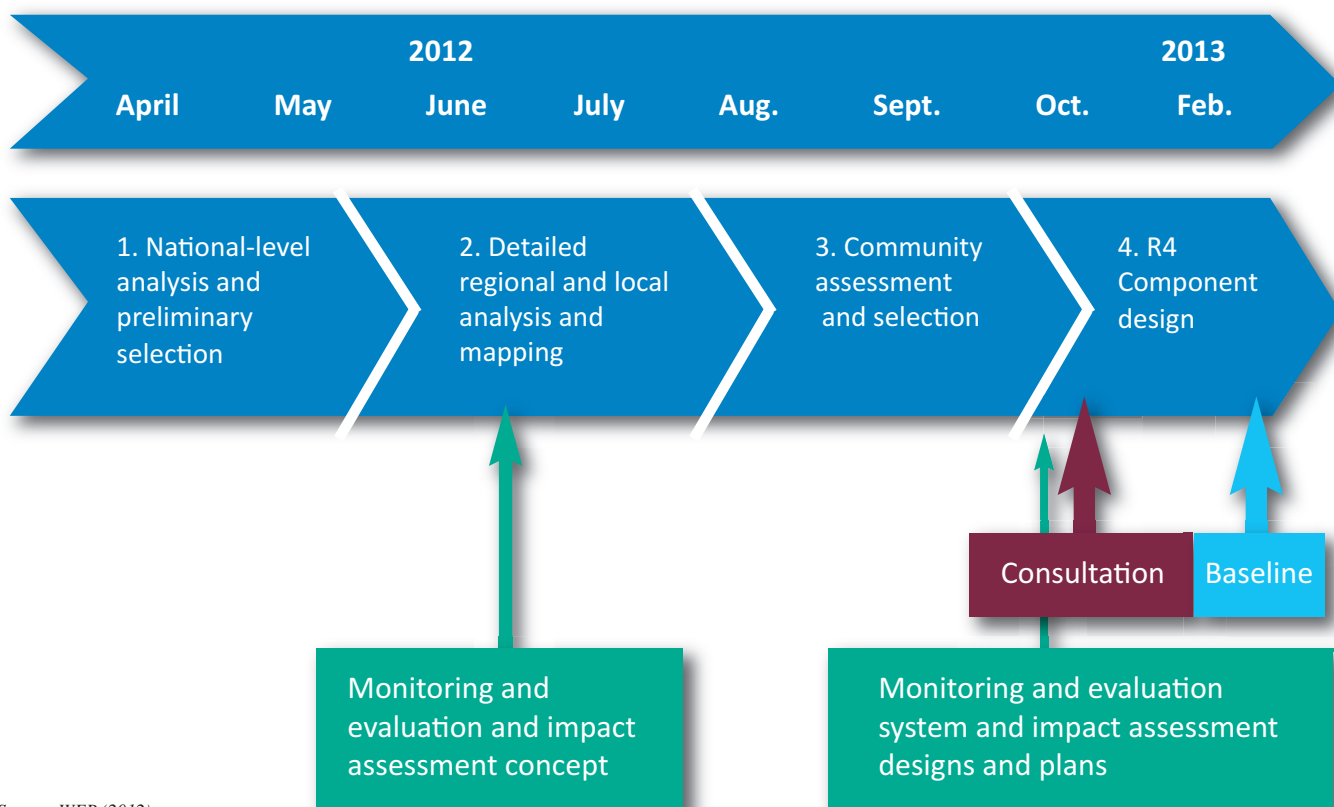 2012 2013
April May June July Aug. Sept. Oct. Feb.
1. National-level
analysis and
preliminary
selection
2. Detailed
regional and local
analysis and
mapping
3. Community
assessment
and selection
4. R4
Component
design
Consultation
Baseline
Monitoring and
evaluation and impact
assessment concept
Monitoring and evaluation
system and impact assessment
designs and plans